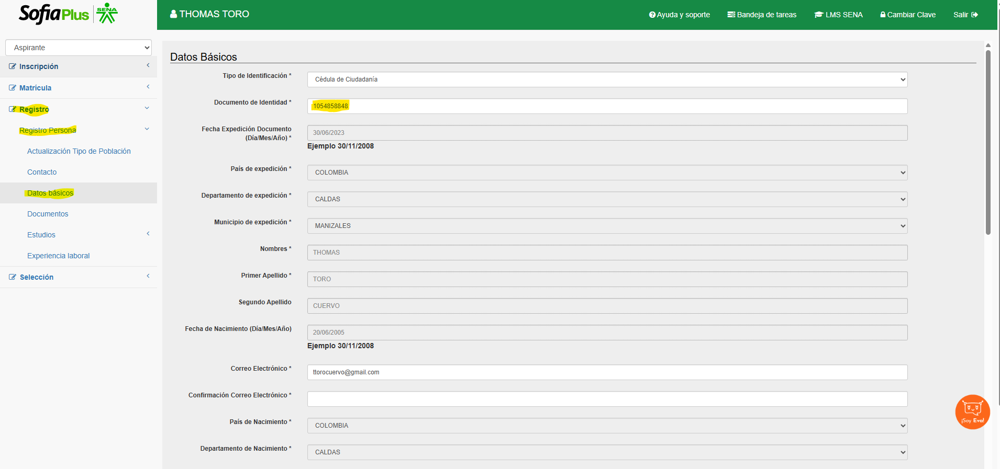 SofiaPlus SENA
THOMAS TORO
Ayuda y soporte
Bandeja de tareas
LMS SENA
Cambiar Clave
Salir
Aspirante
Inscripción
Matrícula
Registro
Registro Persona
Actualización Tipo de Población
Contacto
Datos básicos
Documentos
Estudios
Experiencia laboral
Selección
Datos Básicos
Tipo de Identificación *
Cédula de Ciudadanía
Documento de Identidad *
1054858848
Fecha Expedición Documento
(Día/Mes/Año) *
30/06/2023
Ejemplo 30/11/2008
País de expedición *
COLOMBIA
Departamento de expedición *
CALDAS
Municipio de expedición *
MANIZALES
Nombres *
THOMAS
Primer Apellido *
TORO
Segundo Apellido
CUERVO
Fecha de Nacimiento (Día/Mes/Año)
20/06/2005
Ejemplo 30/11/2008
Correo Electrónico *
ttorocuervo@gmail.com
Confirmación Correo Electrónico *
País de Nacimiento *
COLOMBIA
Departamento de Nacimiento *
CALDAS
¡Soy Eva!